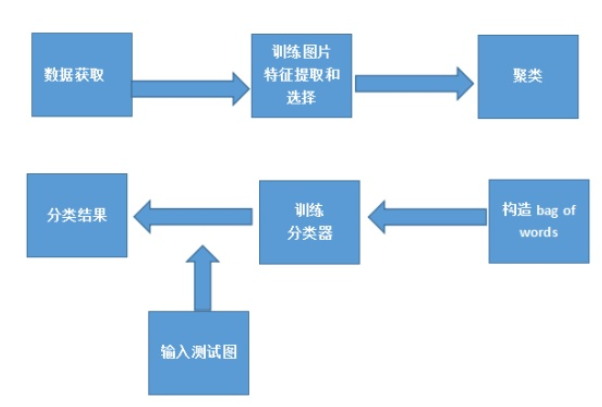 数据获取
训练图片
特征提取和
选择
聚类
分类结果
训练
分类器
构造 bag of
words
输入测试图